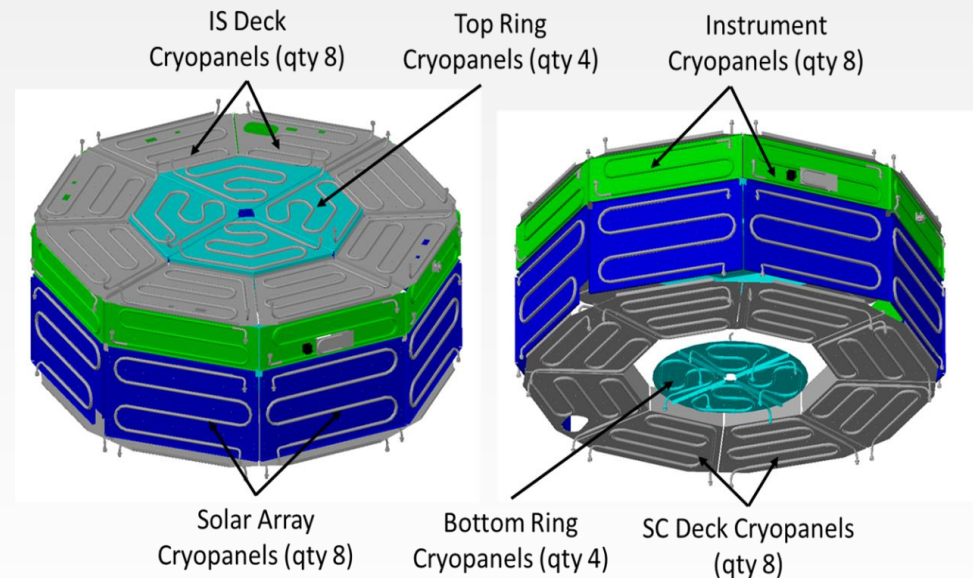 IS Deck
Cryopanels (qty 8)
Top Ring
Cryopanels (qty 4)
Instrument
Cryopanels (qty 8)
Solar Array
Cryopanels (qty 8)
Bottom Ring
Cryopanels (qty 4)
SC Deck Cryopanels
(qty 8)